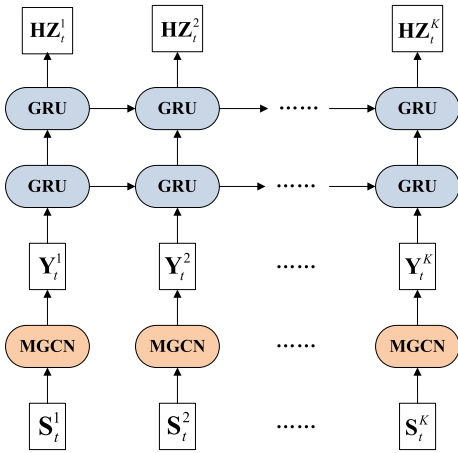 HZ_t^1 HZ_t^2 HZ_t^K
GRU GRU …… GRU
GRU GRU …… GRU
Y_t^1 Y_t^2 …… Y_t^K
MGCN MGCN …… MGCN
S_t^1 S_t^2 …… S_t^K